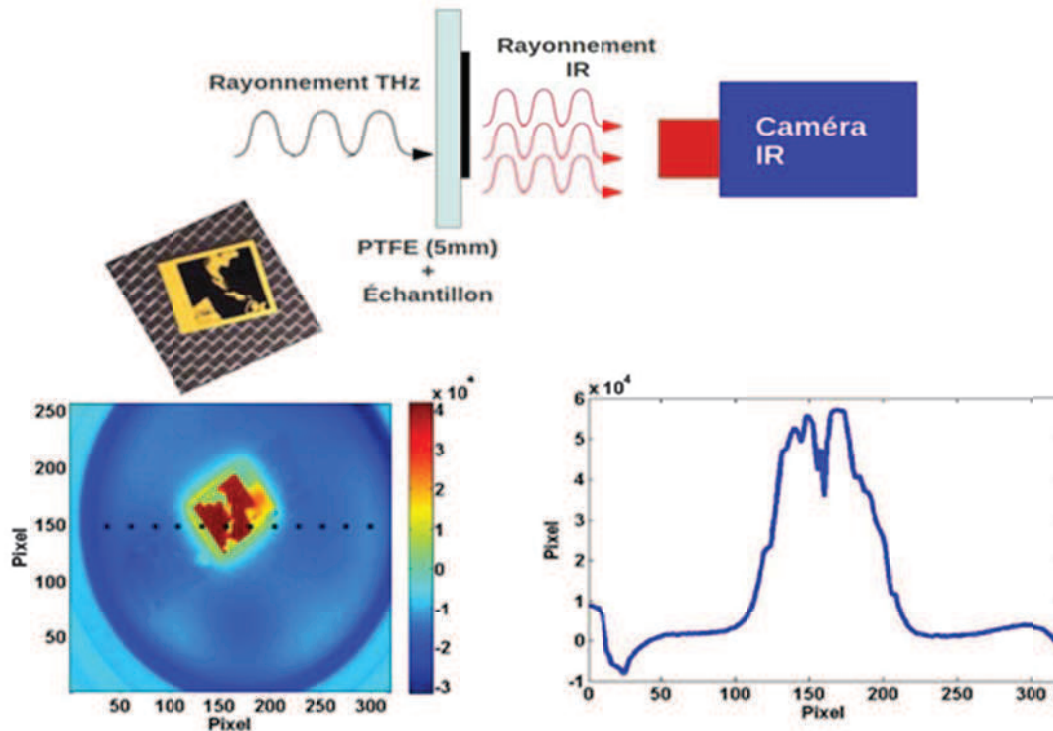 Rayonnement THz
Rayonnement
IR
Caméra
IR
PTFE (5mm)
+
Échantillon
x 10⁴
250
200
150
100
50
Pixel
50 100 150 200 250 300
Pixel
4
3
2
1
0
-1
-2
-3
x 10⁴
6
5
4
3
2
1
0
-1
Pixel
0 50 100 150 200 250 300
Pixel